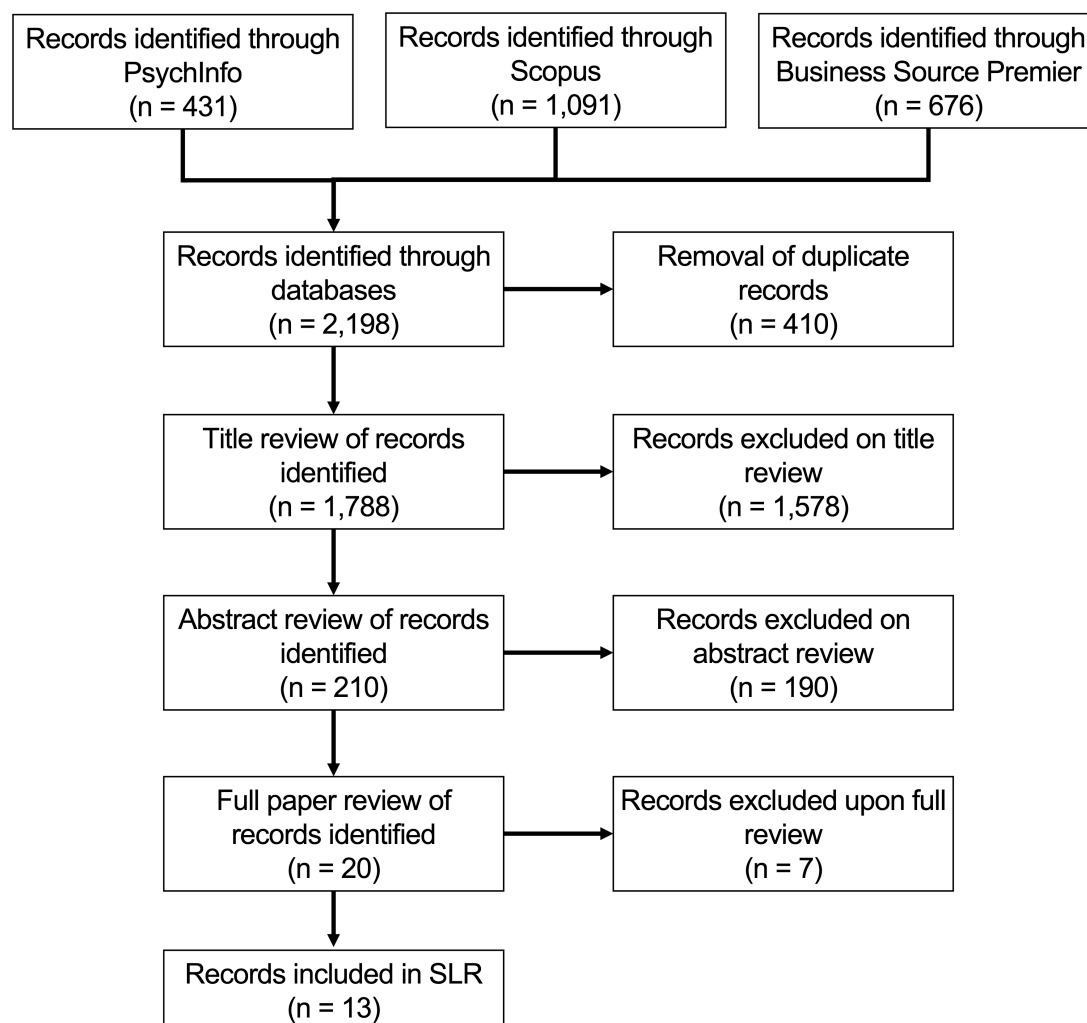 Records identified through
PsychInfo
(n = 431)
Records identified through
Scopus
(n = 1,091)
Records identified through
Business Source Premier
(n = 676)
Records identified through
databases
(n = 2,198)
Removal of duplicate
records
(n = 410)
Title review of records
identified
(n = 1,788)
Records excluded on title
review
(n = 1,578)
Abstract review of records
identified
(n = 210)
Records excluded on
abstract review
(n = 190)
Full paper review of
records identified
(n = 20)
Records excluded upon full
review
(n = 7)
Records included in SLR
(n = 13)